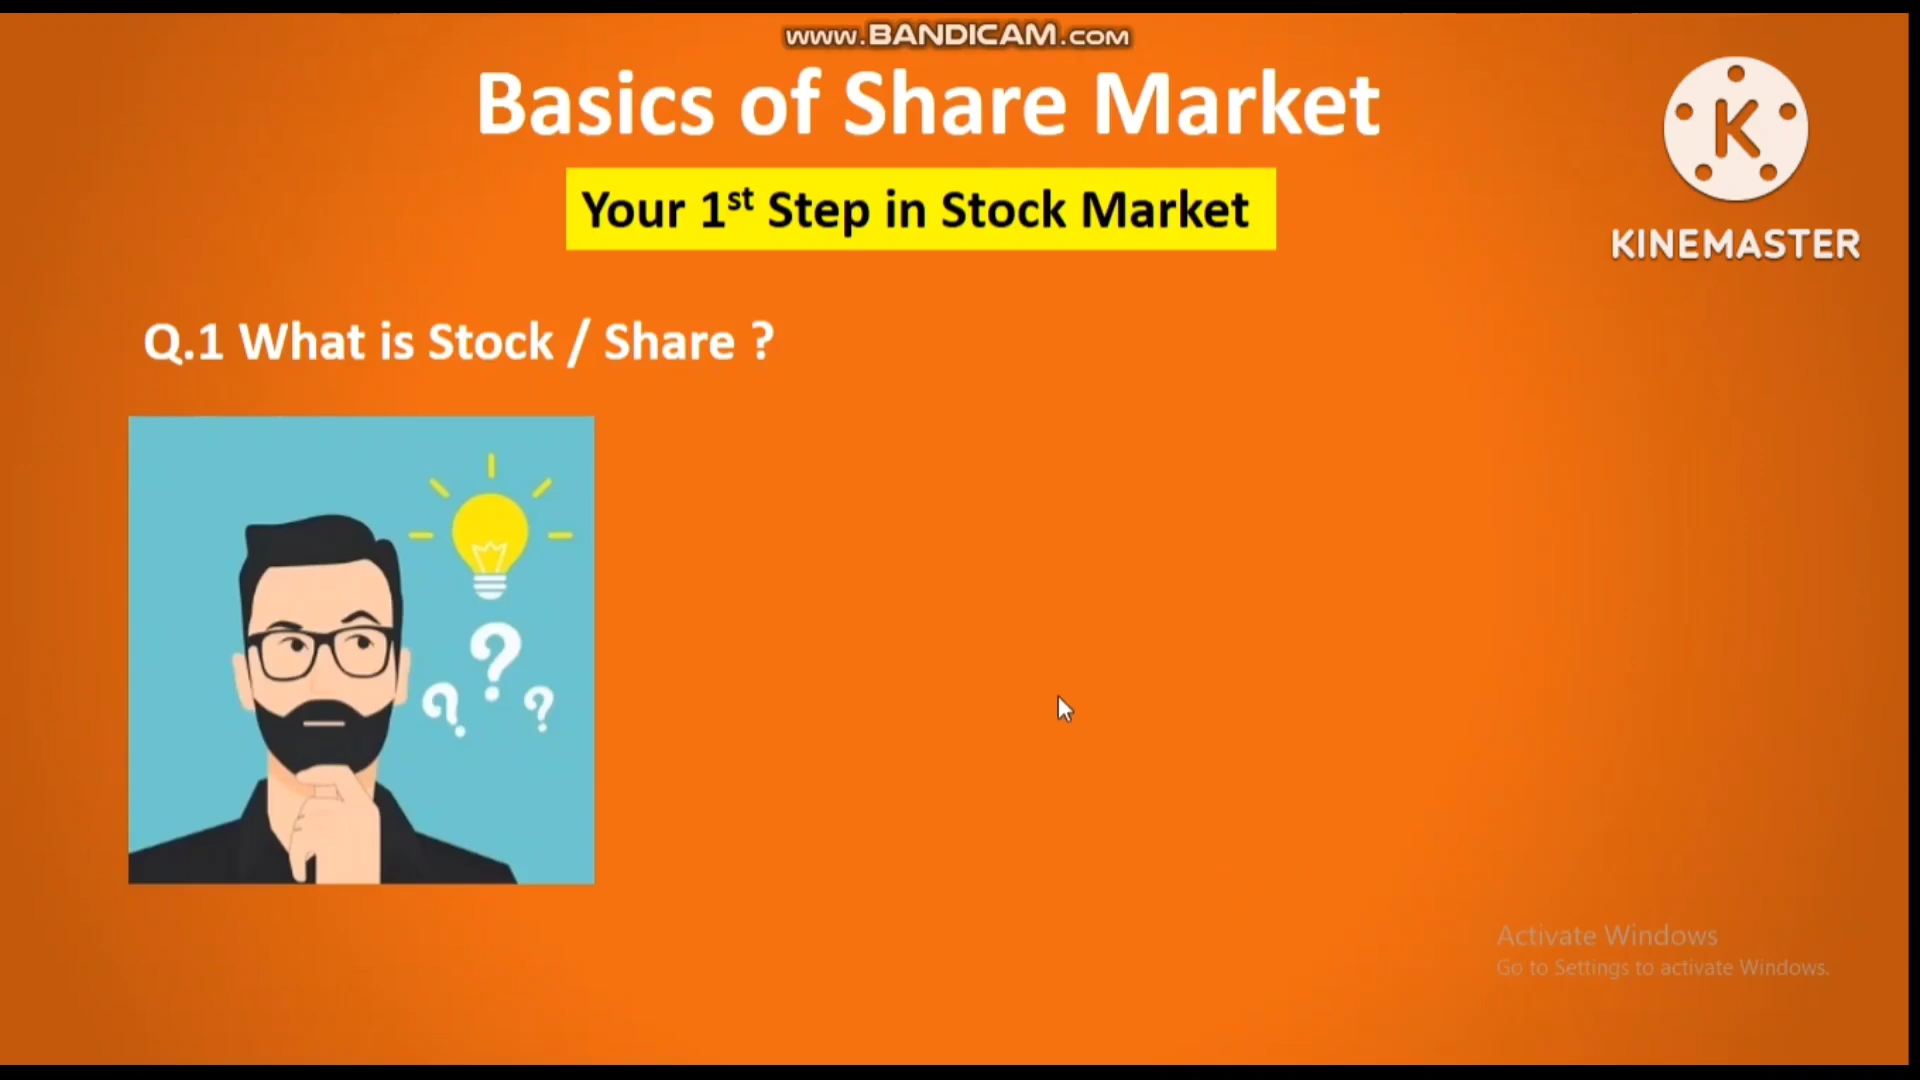 www.BANDICAM.com
Basics of Share Market
K
Your 1st Step in Stock Market
KINEMASTER
Q.1 What is Stock / Share ?
? ? ?
Activate Windows
Go to Settings to activate Windows.